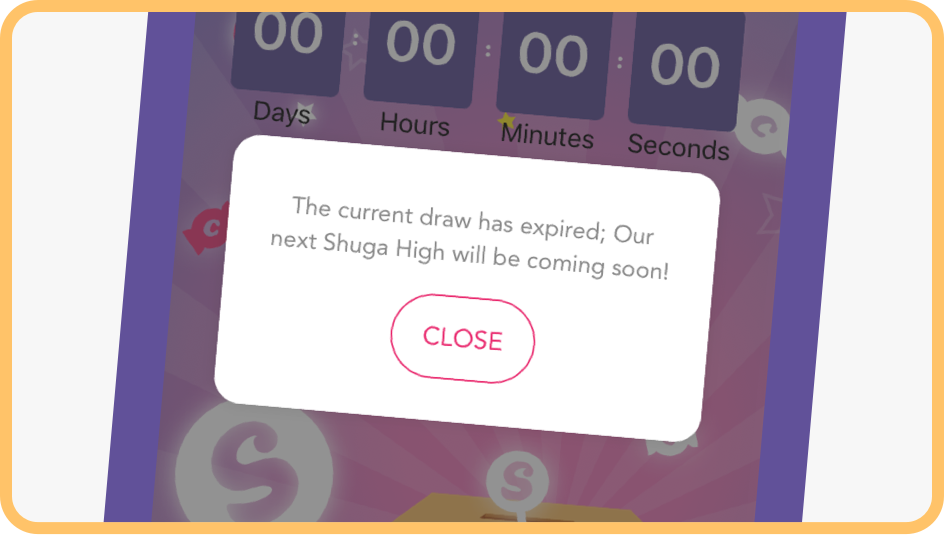 00 : 00 : 00 : 00
Days Hours Minutes Seconds
The current draw has expired; Our
next Shuga High will be coming soon!
CLOSE
c
S
S